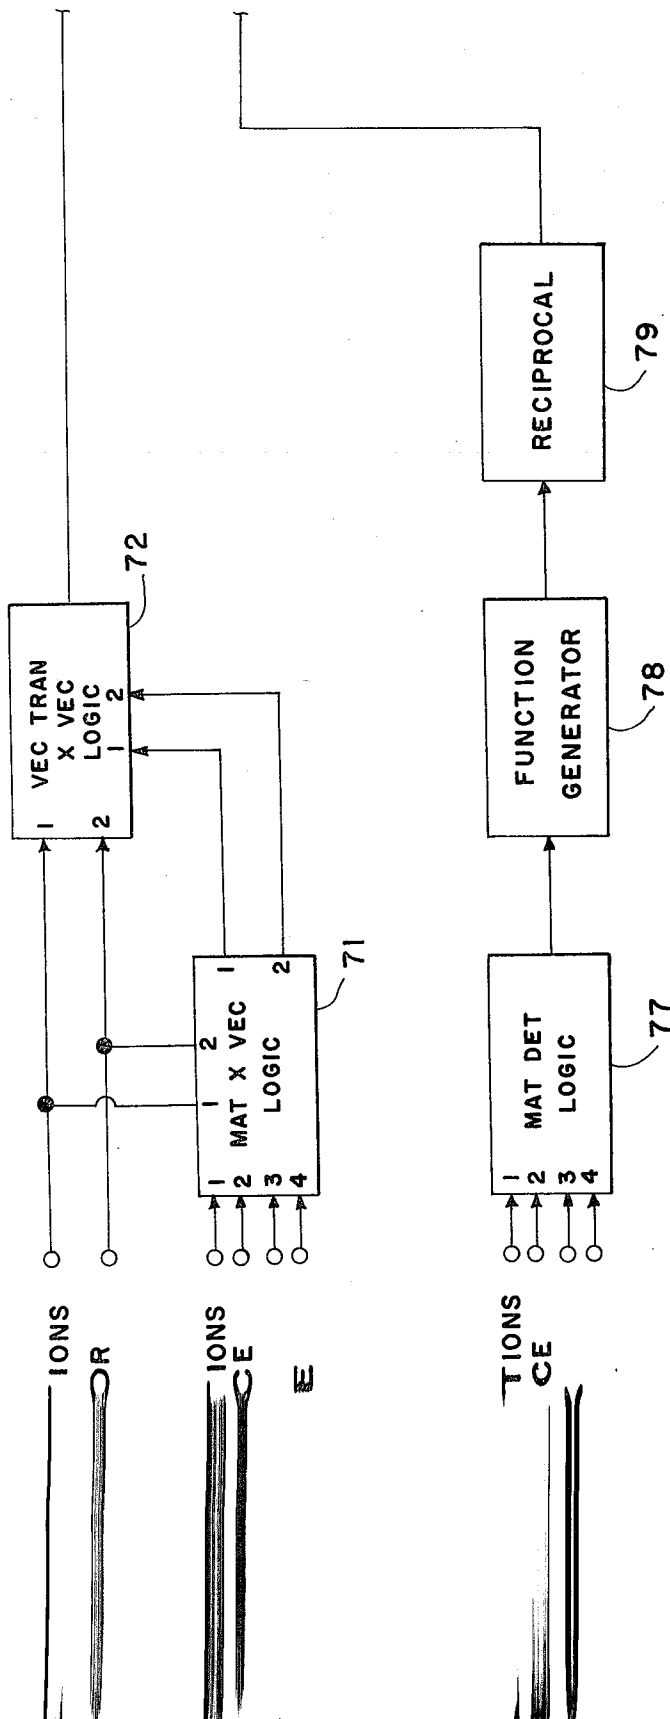 IONS
OR
IONS
CE
E
TIONS
CE
1
2
VEC TRAN
X VEC
LOGIC
1 2
72
1 2
1
2
3
4
MAT X VEC
LOGIC
1
2
71
1
2
3
4
MAT DET
LOGIC
77
FUNCTION
GENERATOR
78
RECIPROCAL
79